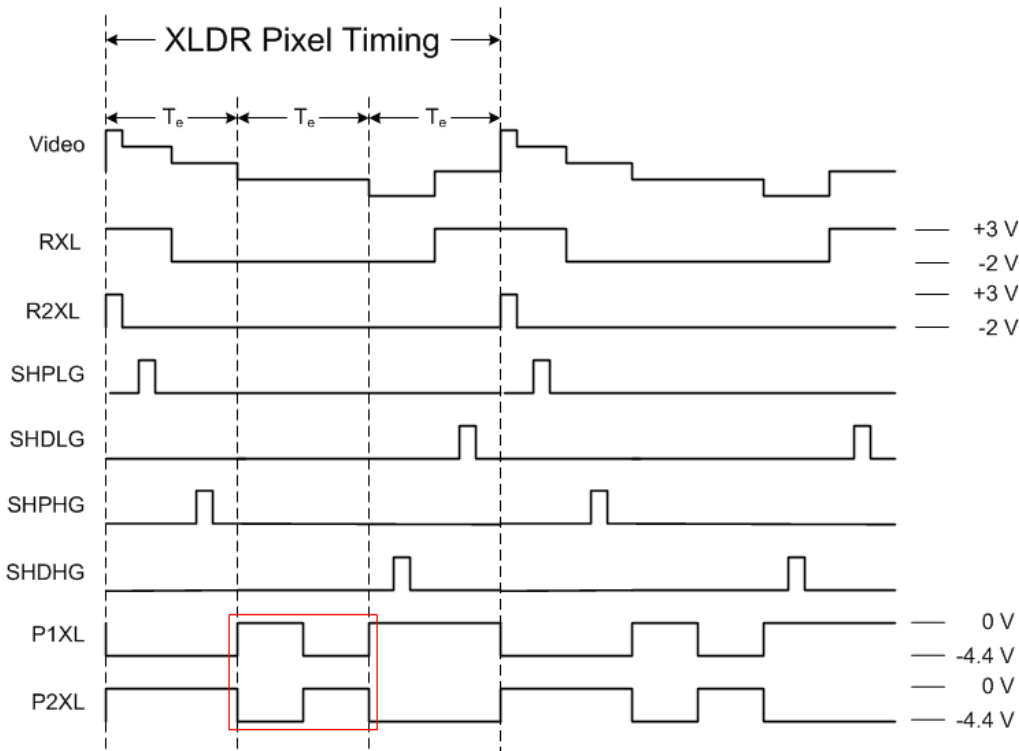 XLDR Pixel Timing
Tₑ Tₑ Tₑ
Video
RXL +3 V
-2 V
R2XL +3 V
-2 V
SHPLG
SHDLG
SHPHG
SHDHG
P1XL 0 V
-4.4 V
P2XL 0 V
-4.4 V